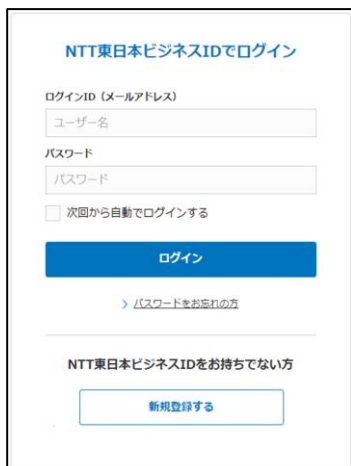 NTT東日本ビジネスIDでログイン
ログインID（メールアドレス）
ユーザー名
パスワード
パスワード
次回から自動でログインする
ログイン
パスワードをお忘れの方
NTT東日本ビジネスIDをお持ちでない方
新規登録する